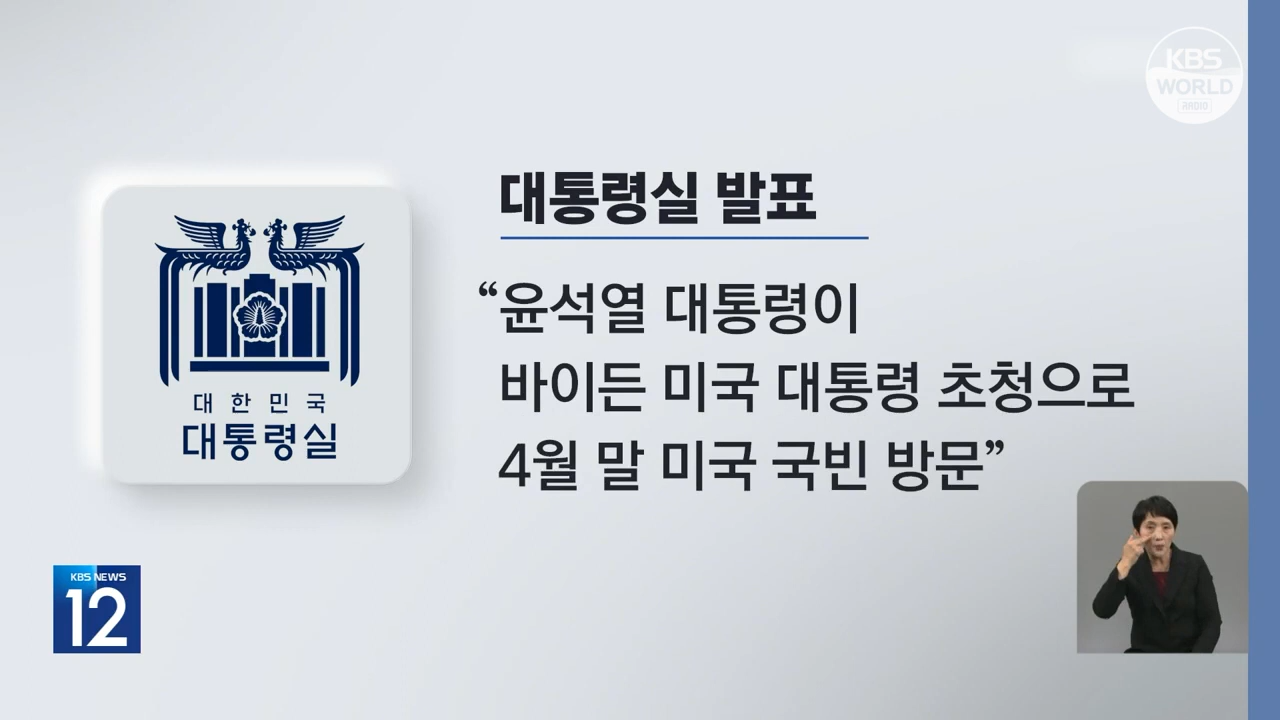 KBS
WORLD
RADIO
대통령실 발표
“윤석열 대통령이
바이든 미국 대통령 초청으로
4월 말 미국 국빈 방문”
대한민국
대통령실
KBS NEWS
12